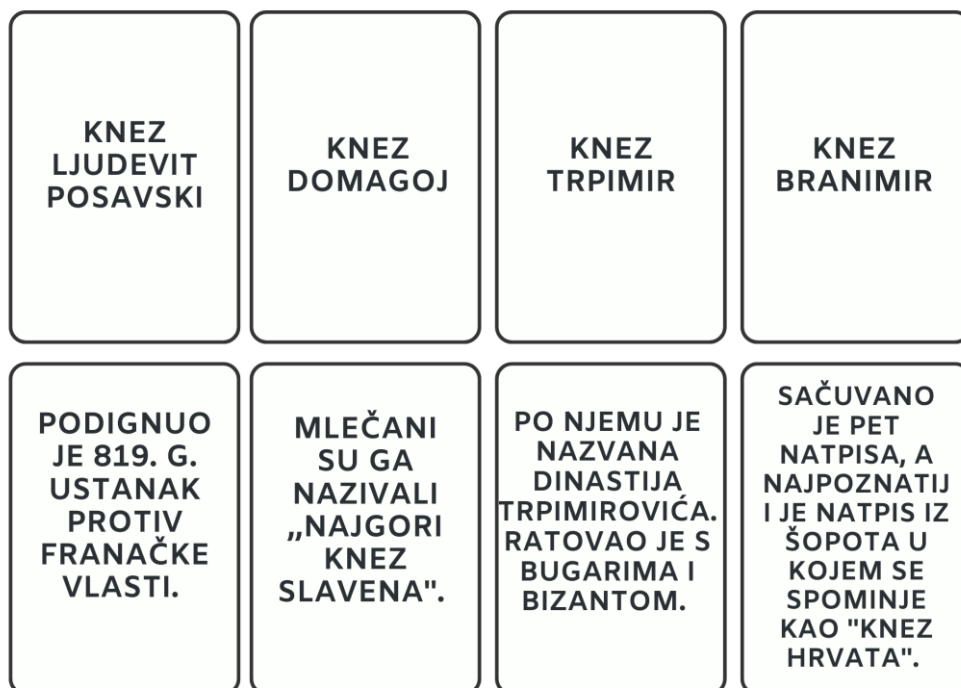 KNEZ
LJUDEVIT
POSAVSKI
KNEZ
DOMAGOJ
KNEZ
TRPIMIR
KNEZ
BRANIMIR
PODIGNUO
JE 819. G.
USTANAK
PROTIV
FRANAČKE
VLASTI.
MLEČANI
SU GA
NAZIVALI
„NAJGORI
KNEZ
SLAVENA".
PO NJEMU JE
NAZVANA
DINASTIJA
TRPIMIROVIĆA.
RATOVAO JE S
BUGARIMA I
BIZANTOM.
SAČUVANO
JE PET
NATPISA, A
NAJPOZNATIJ
I JE NATPIS IZ
ŠOPOTA U
KOJEM SE
SPOMINJE
KAO "KNEZ
HRVATA".